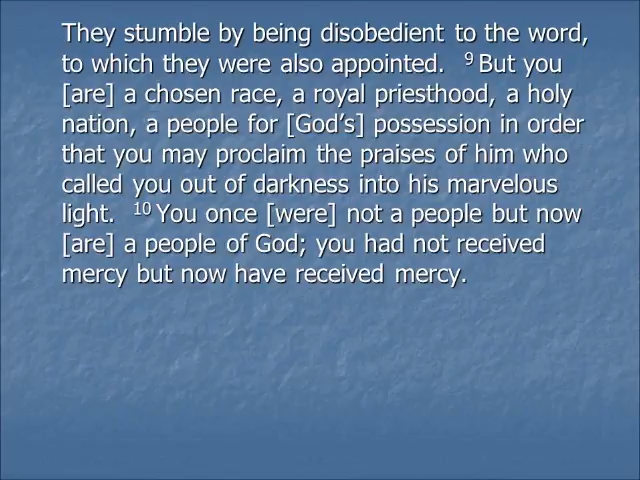 They stumble by being disobedient to the word,
to which they were also appointed. 9 But you
[are] a chosen race, a royal priesthood, a holy
nation, a people for [God’s] possession in order
that you may proclaim the praises of him who
called you out of darkness into his marvelous
light. 10 You once [were] not a people but now
[are] a people of God; you had not received
mercy but now have received mercy.